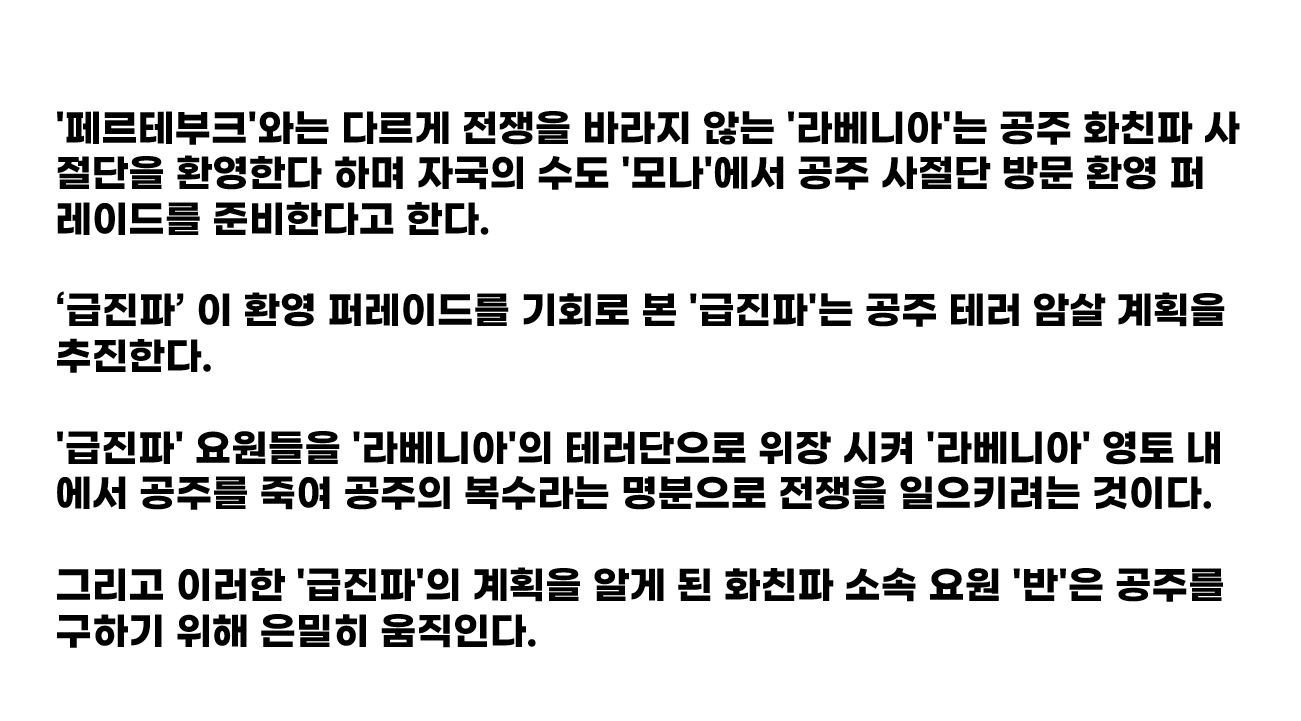 '페르테부크'와는 다르게 전쟁을 바라지 않는 '라베니아'는 공주 화친파 사
절단을 환영한다 하며 자국의 수도 '모나'에서 공주 사절단 방문 환영 퍼
레이드를 준비한다고 한다.
‘급진파’ 이 환영 퍼레이드를 기회로 본 '급진파'는 공주 테러 암살 계획을
추진한다.
'급진파' 요원들을 '라베니아'의 테러단으로 위장 시켜 '라베니아' 영토 내
에서 공주를 죽여 공주의 복수라는 명분으로 전쟁을 일으키려는 것이다.
그리고 이러한 '급진파'의 계획을 알게 된 화친파 소속 요원 '반'은 공주를
구하기 위해 은밀히 움직인다.